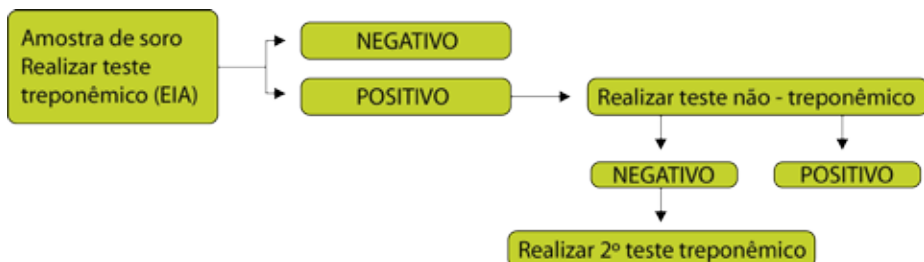 Amostra de soro
Realizar teste
treponêmico (EIA)
NEGATIVO
POSITIVO
Realizar teste não - treponêmico
NEGATIVO
POSITIVO
Realizar 2º teste treponêmico